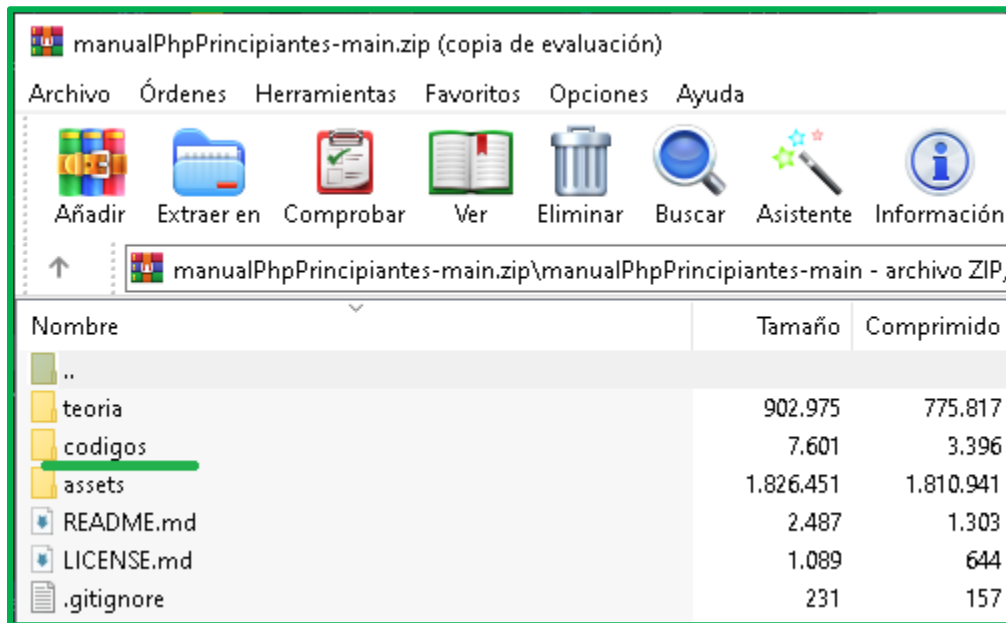 manualPhpPrincipiantes-main.zip (copia de evaluación)
Archivo Órdenes Herramientas Favoritos Opciones Ayuda
Añadir Extraer en Comprobar Ver Eliminar Buscar Asistente Información
manualPhpPrincipiantes-main.zip\manualPhpPrincipiantes-main - archivo ZIP,
Nombre Tamaño Comprimido
..
teoria 902.975 775.817
codigos 7.601 3.396
assets 1.826.451 1.810.941
README.md 2.487 1.303
LICENSE.md 1.089 644
.gitignore 231 157